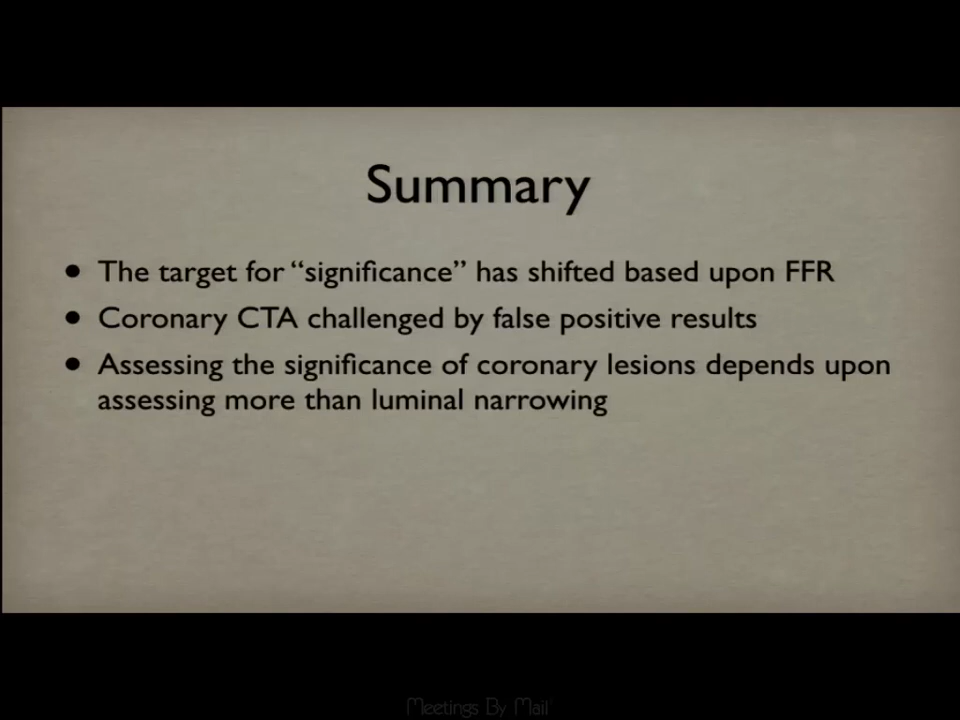 Summary
• The target for “significance” has shifted based upon FFR
• Coronary CTA challenged by false positive results
• Assessing the significance of coronary lesions depends upon
assessing more than luminal narrowing
Meetings By Mail